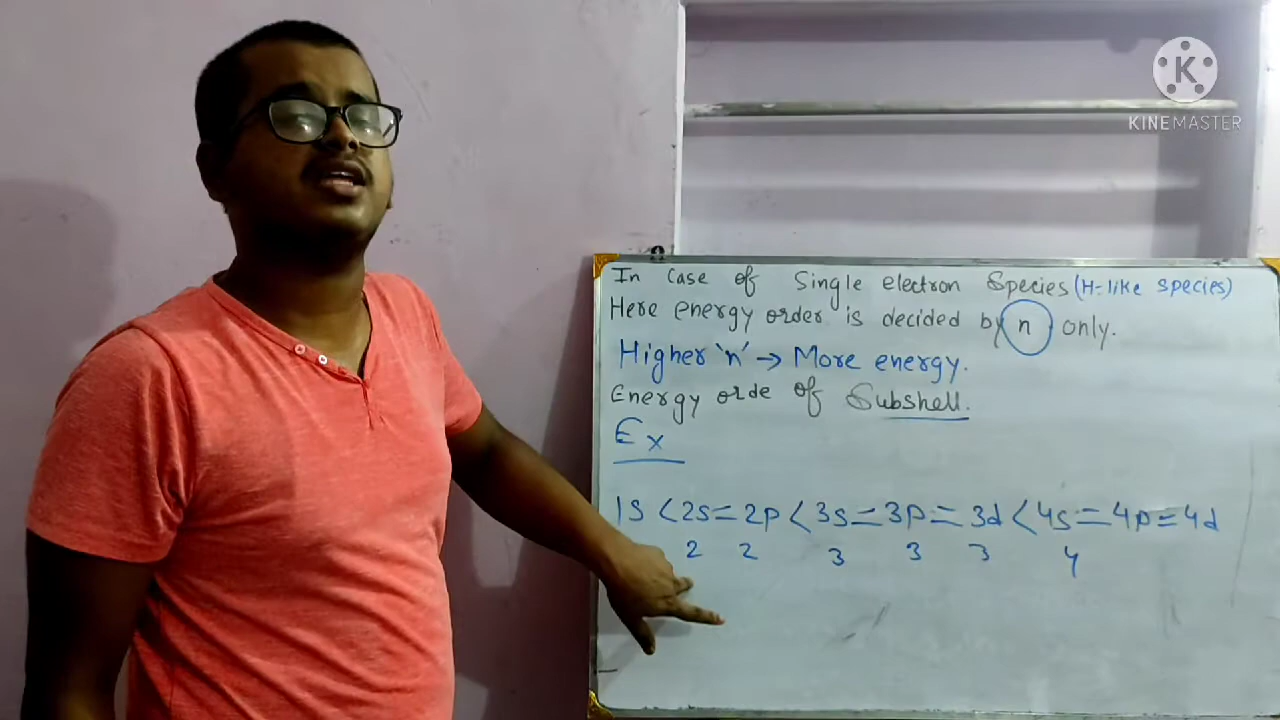 K
KINEMASTER
In Case of Single electron Species (H-like species)
Here energy order is decided by n only.
Higher 'n' → More energy.
Energy orde of Subshell.
Ex
1s < 2s = 2p < 3s = 3p = 3d < 4s = 4p = 4d
2 2 3 3 3 4